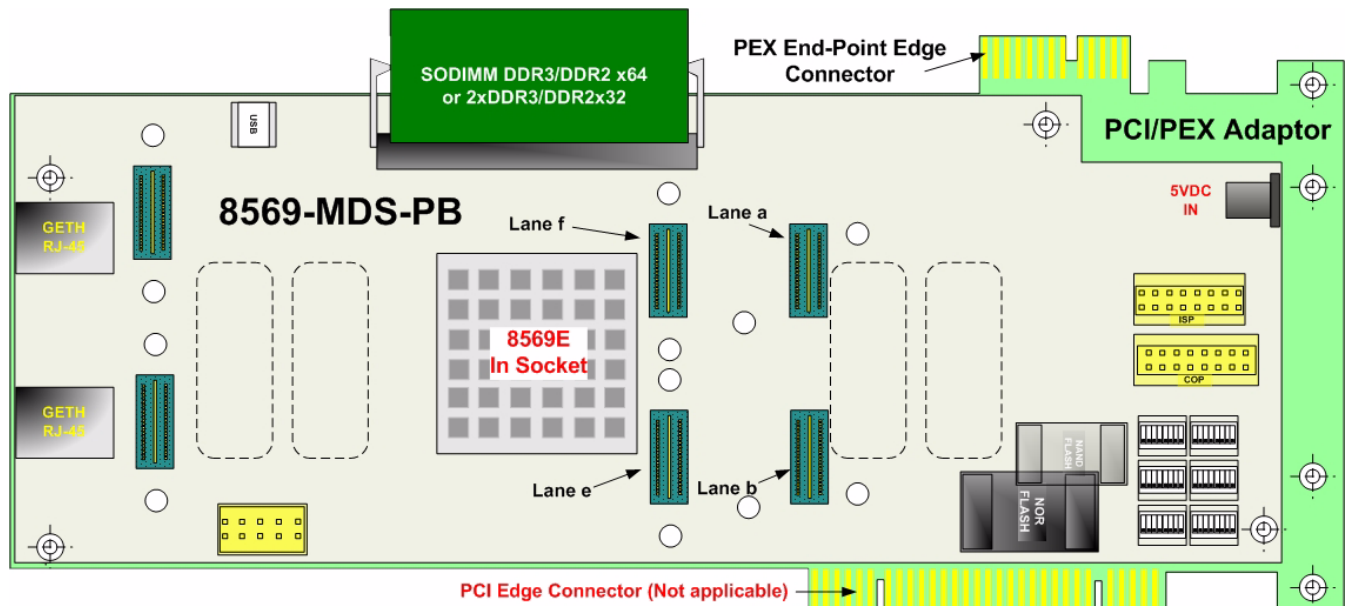 PEX End-Point Edge
Connector
SODIMM DDR3/DDR2 x64
or 2xDDR3/DDR2x32
USB
PCI/PEX Adaptor
8569-MDS-PB
5VDC
IN
GETH
RJ-45
Lane f
Lane a
ISP
8569E
In Socket
COP
GETH
RJ-45
Lane e
Lane b
NAND
FLASH
NOR
FLASH
PCI Edge Connector (Not applicable)